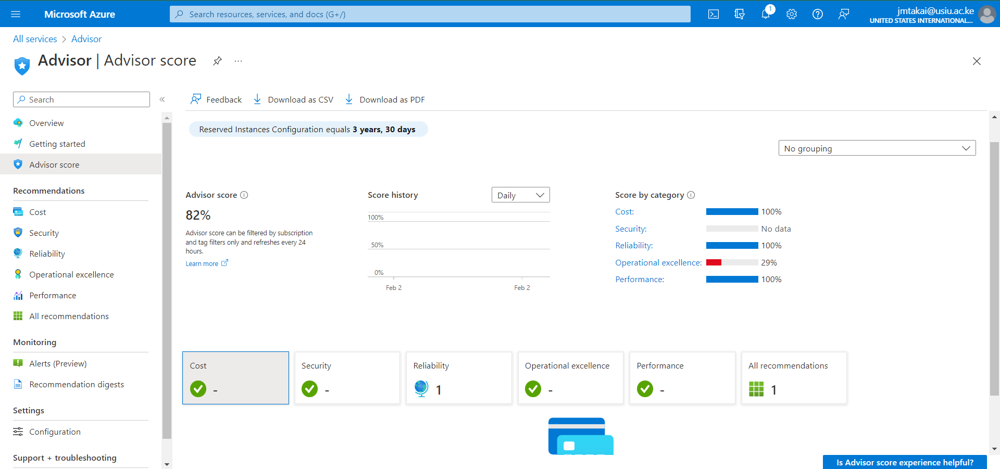 Microsoft Azure
Search resources, services, and docs (G+/)
1
jmtakai@usiu.ac.ke
UNITED STATES INTERNATIONAL...
All services > Advisor
Advisor | Advisor score
...
Search
«
Overview
Getting started
Advisor score
Recommendations
Cost
Security
Reliability
Operational excellence
Performance
All recommendations
Monitoring
Alerts (Preview)
Recommendation digests
Settings
Configuration
Support + troubleshooting
Feedback
Download as CSV
Download as PDF
Reserved Instances Configuration equals 3 years, 30 days
No grouping
Advisor score
82%
Advisor score can be filtered by subscription
and tag filters only and refreshes every 24
hours.
Learn more
Score history
Daily
100%
50%
0%
Feb 2
Feb 2
Score by category
Cost: 100%
Security: No data
Reliability: 100%
Operational excellence: 29%
Performance: 100%
Cost
-
Security
-
Reliability
1
Operational excellence
-
Performance
-
All recommendations
1
Is Advisor score experience helpful?